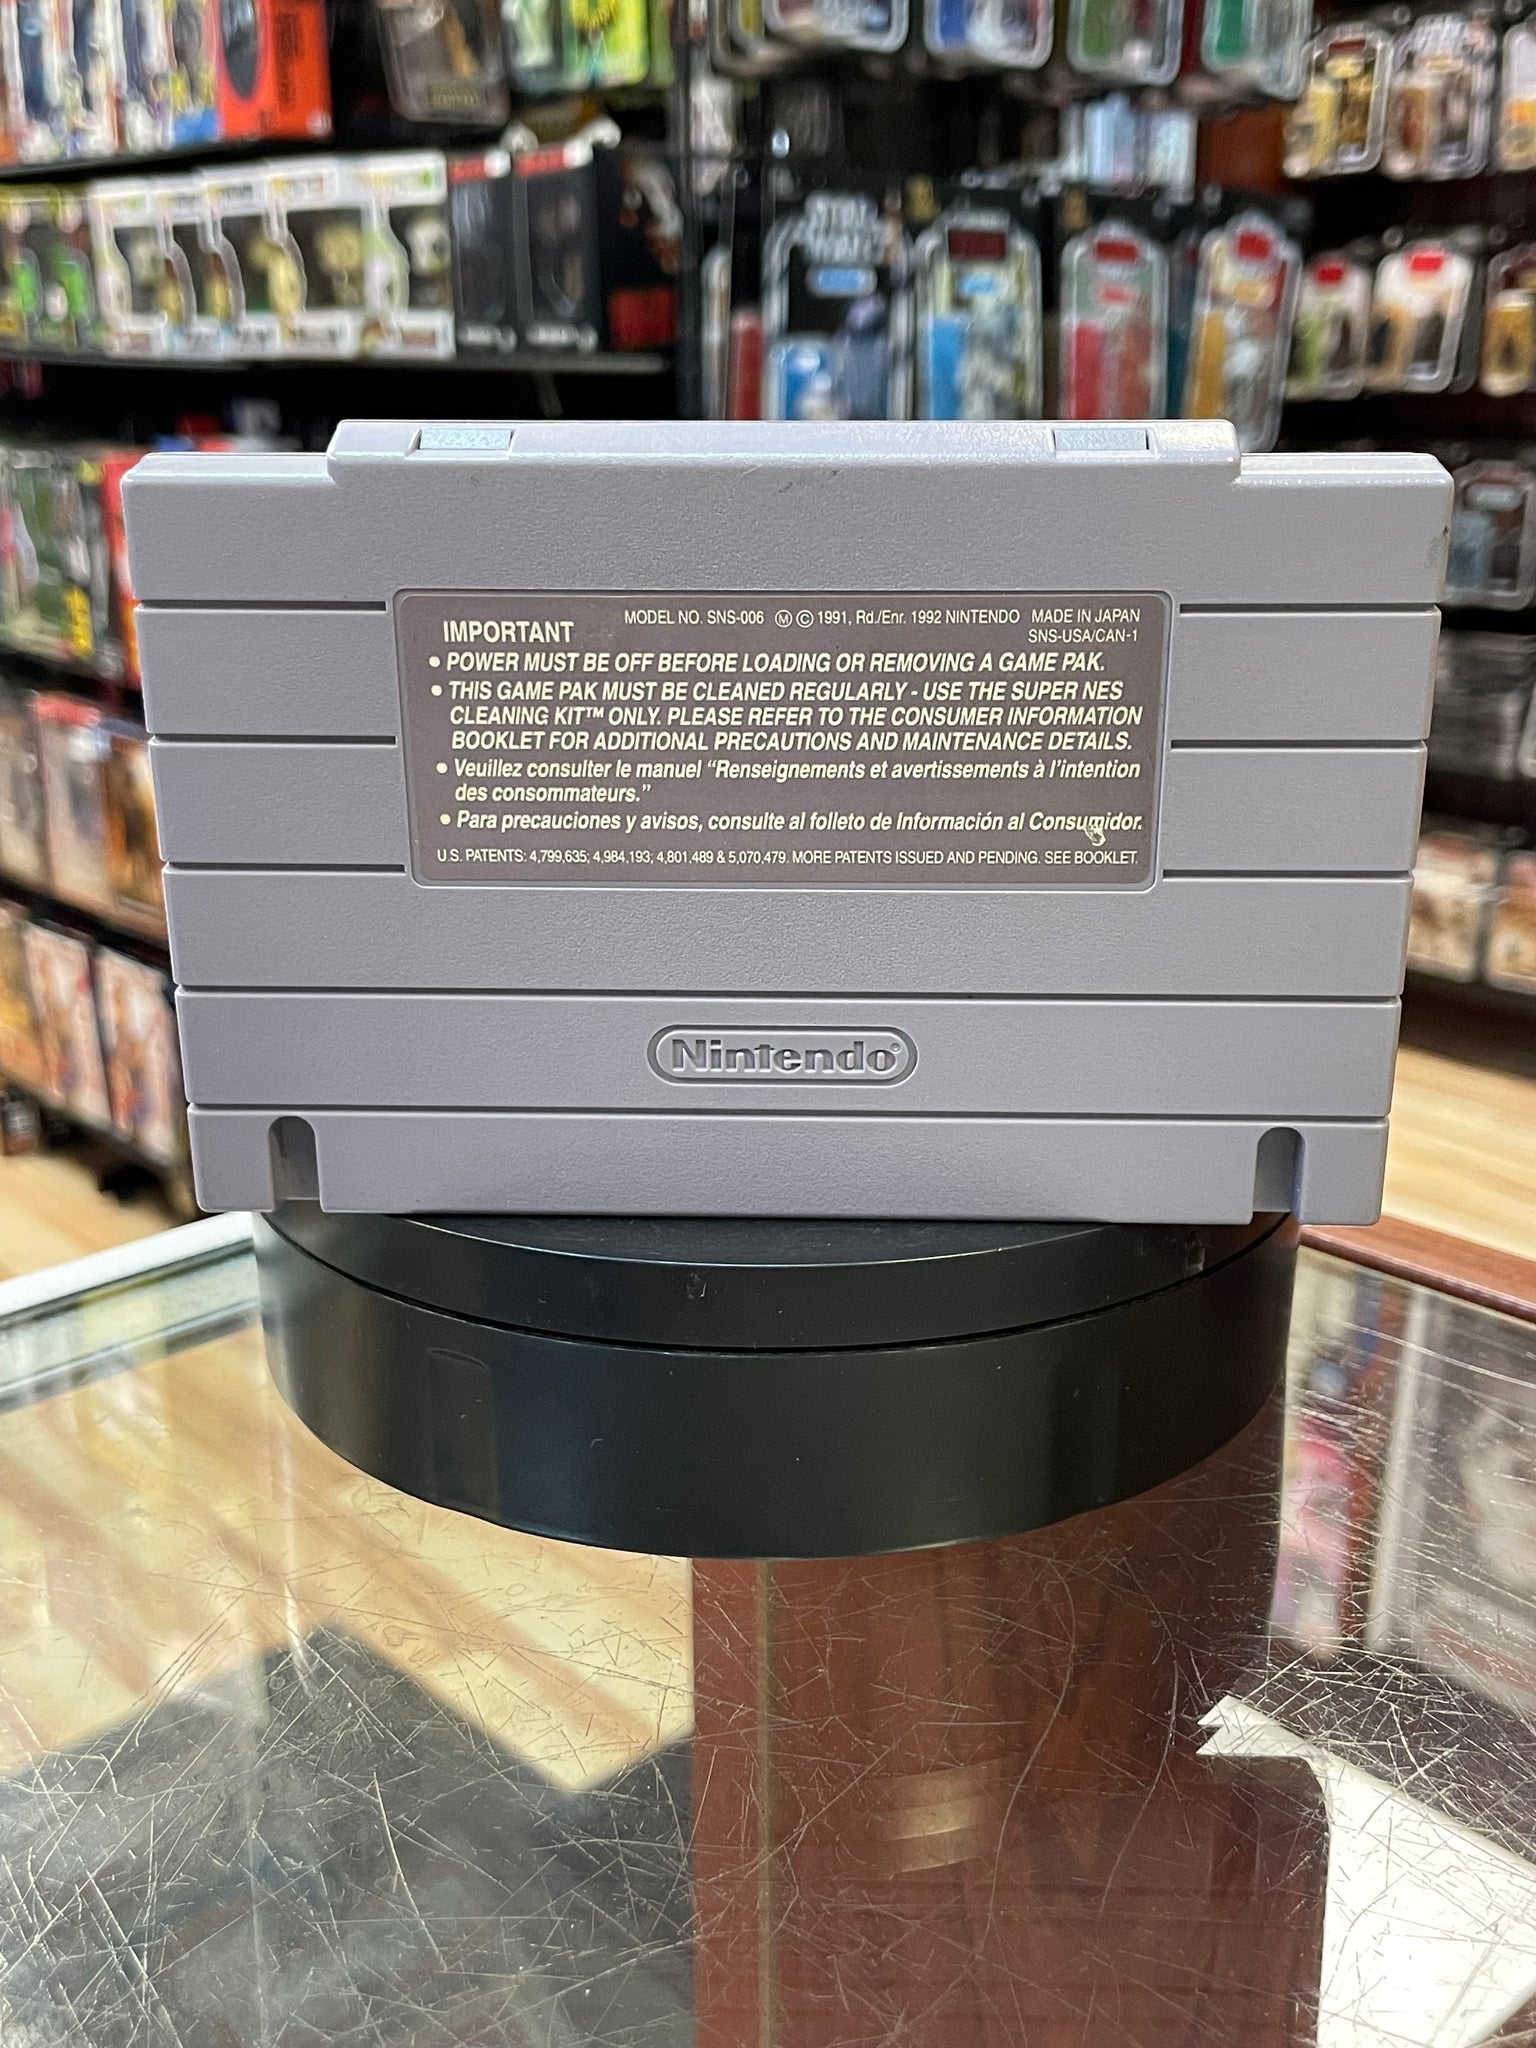 STAR
WARS
IMPORTANT
MODEL NO. SNS-006 Ⓜ © 1991, Rd./Enr. 1992 NINTENDO MADE IN JAPAN
SNS-USA/CAN-1
• POWER MUST BE OFF BEFORE LOADING OR REMOVING A GAME PAK.
• THIS GAME PAK MUST BE CLEANED REGULARLY - USE THE SUPER NES
CLEANING KIT™ ONLY. PLEASE REFER TO THE CONSUMER INFORMATION
BOOKLET FOR ADDITIONAL PRECAUTIONS AND MAINTENANCE DETAILS.
• Veuillez consulter le manuel “Renseignements et avertissements à l’intention
des consommateurs.”
• Para precauciones y avisos, consulte al folleto de Información al Consumidor.
U.S. PATENTS: 4,799,635; 4,984,193; 4,801,489 & 5,070,479. MORE PATENTS ISSUED AND PENDING. SEE BOOKLET.
Nintendo®